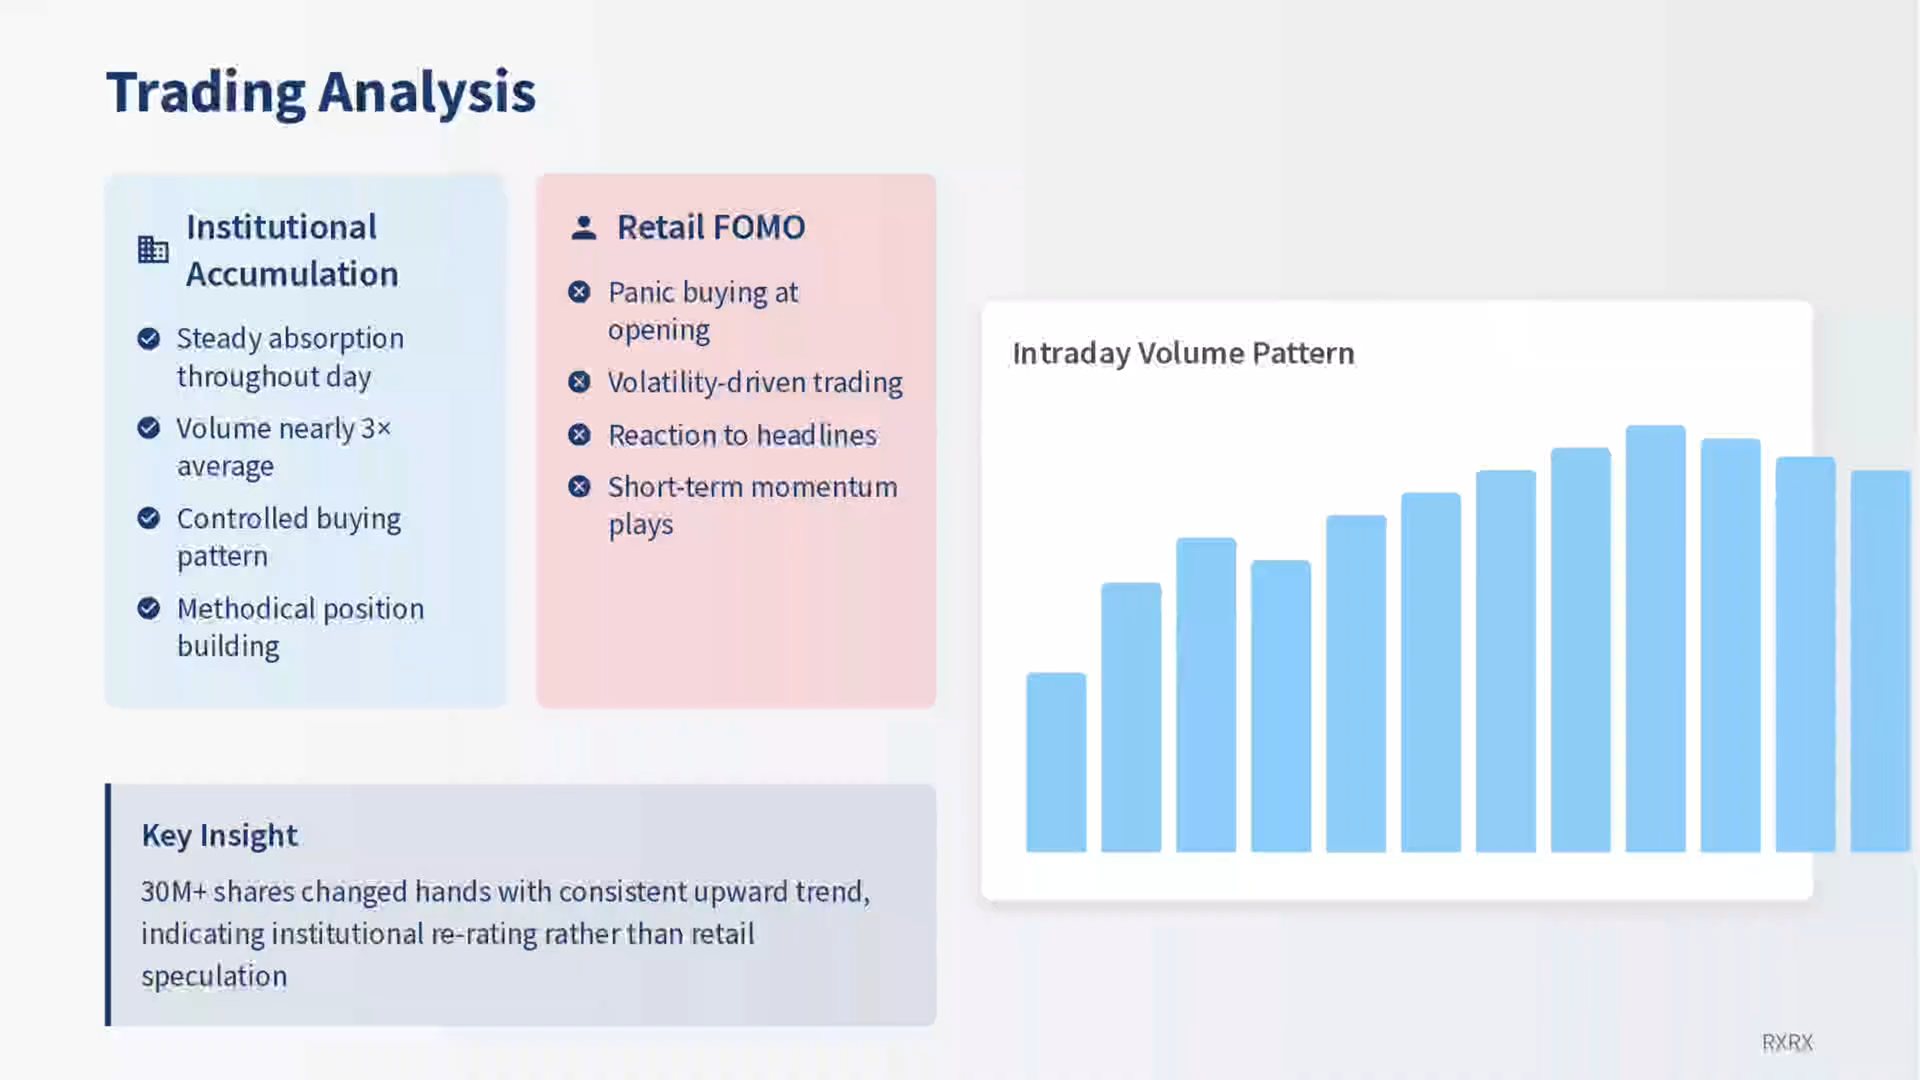 Trading Analysis
Institutional
Accumulation
Steady absorption
throughout day
Volume nearly 3×
average
Controlled buying
pattern
Methodical position
building
Retail FOMO
Panic buying at
opening
Volatility-driven trading
Reaction to headlines
Short-term momentum
plays
Intraday Volume Pattern
Key Insight
30M+ shares changed hands with consistent upward trend,
indicating institutional re-rating rather than retail
speculation
RXRX